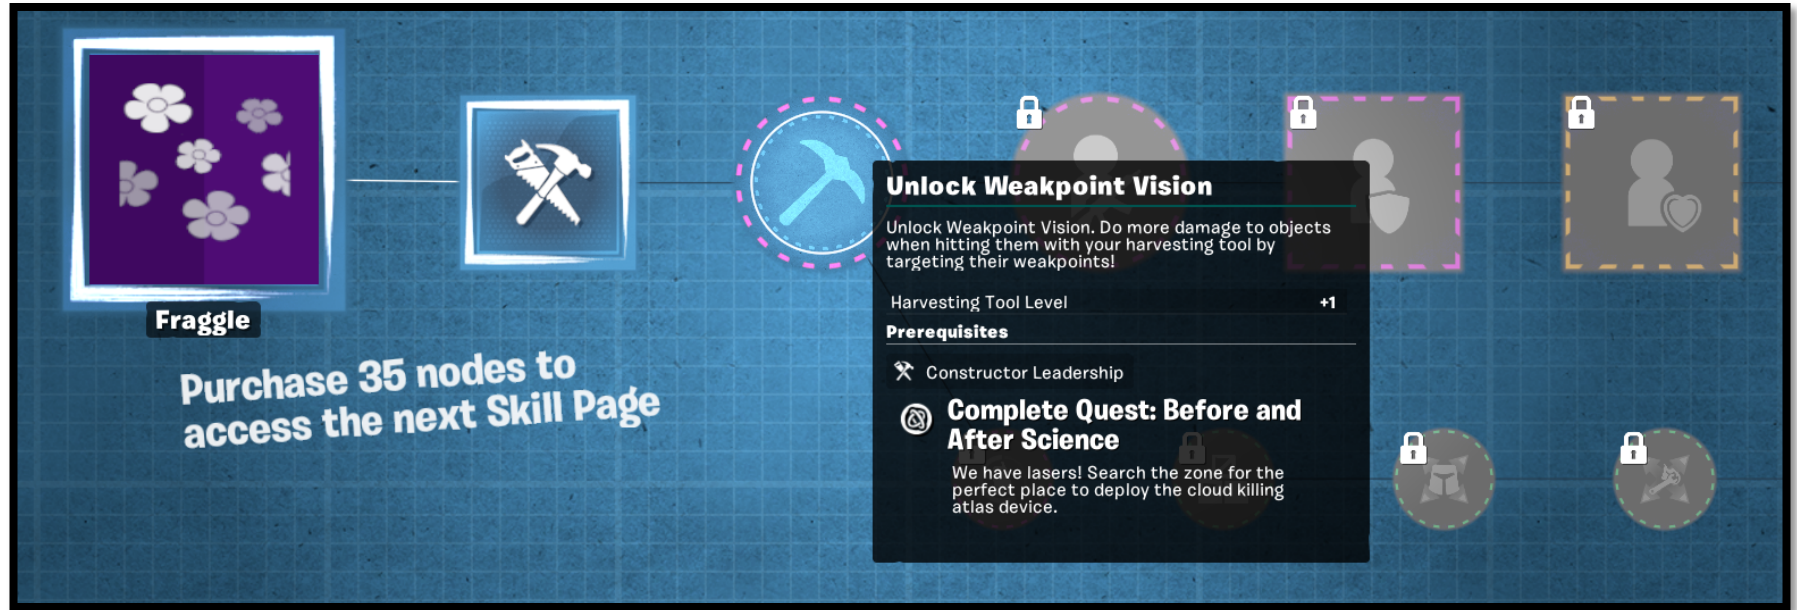 Fraggle
Purchase 35 nodes to
access the next Skill Page
Unlock Weakpoint Vision
Unlock Weakpoint Vision. Do more damage to objects
when hitting them with your harvesting tool by
targeting their weakpoints!
Harvesting Tool Level +1
Prerequisites
Constructor Leadership
Complete Quest: Before and
After Science
We have lasers! Search the zone for the
perfect place to deploy the cloud killing
atlas device.